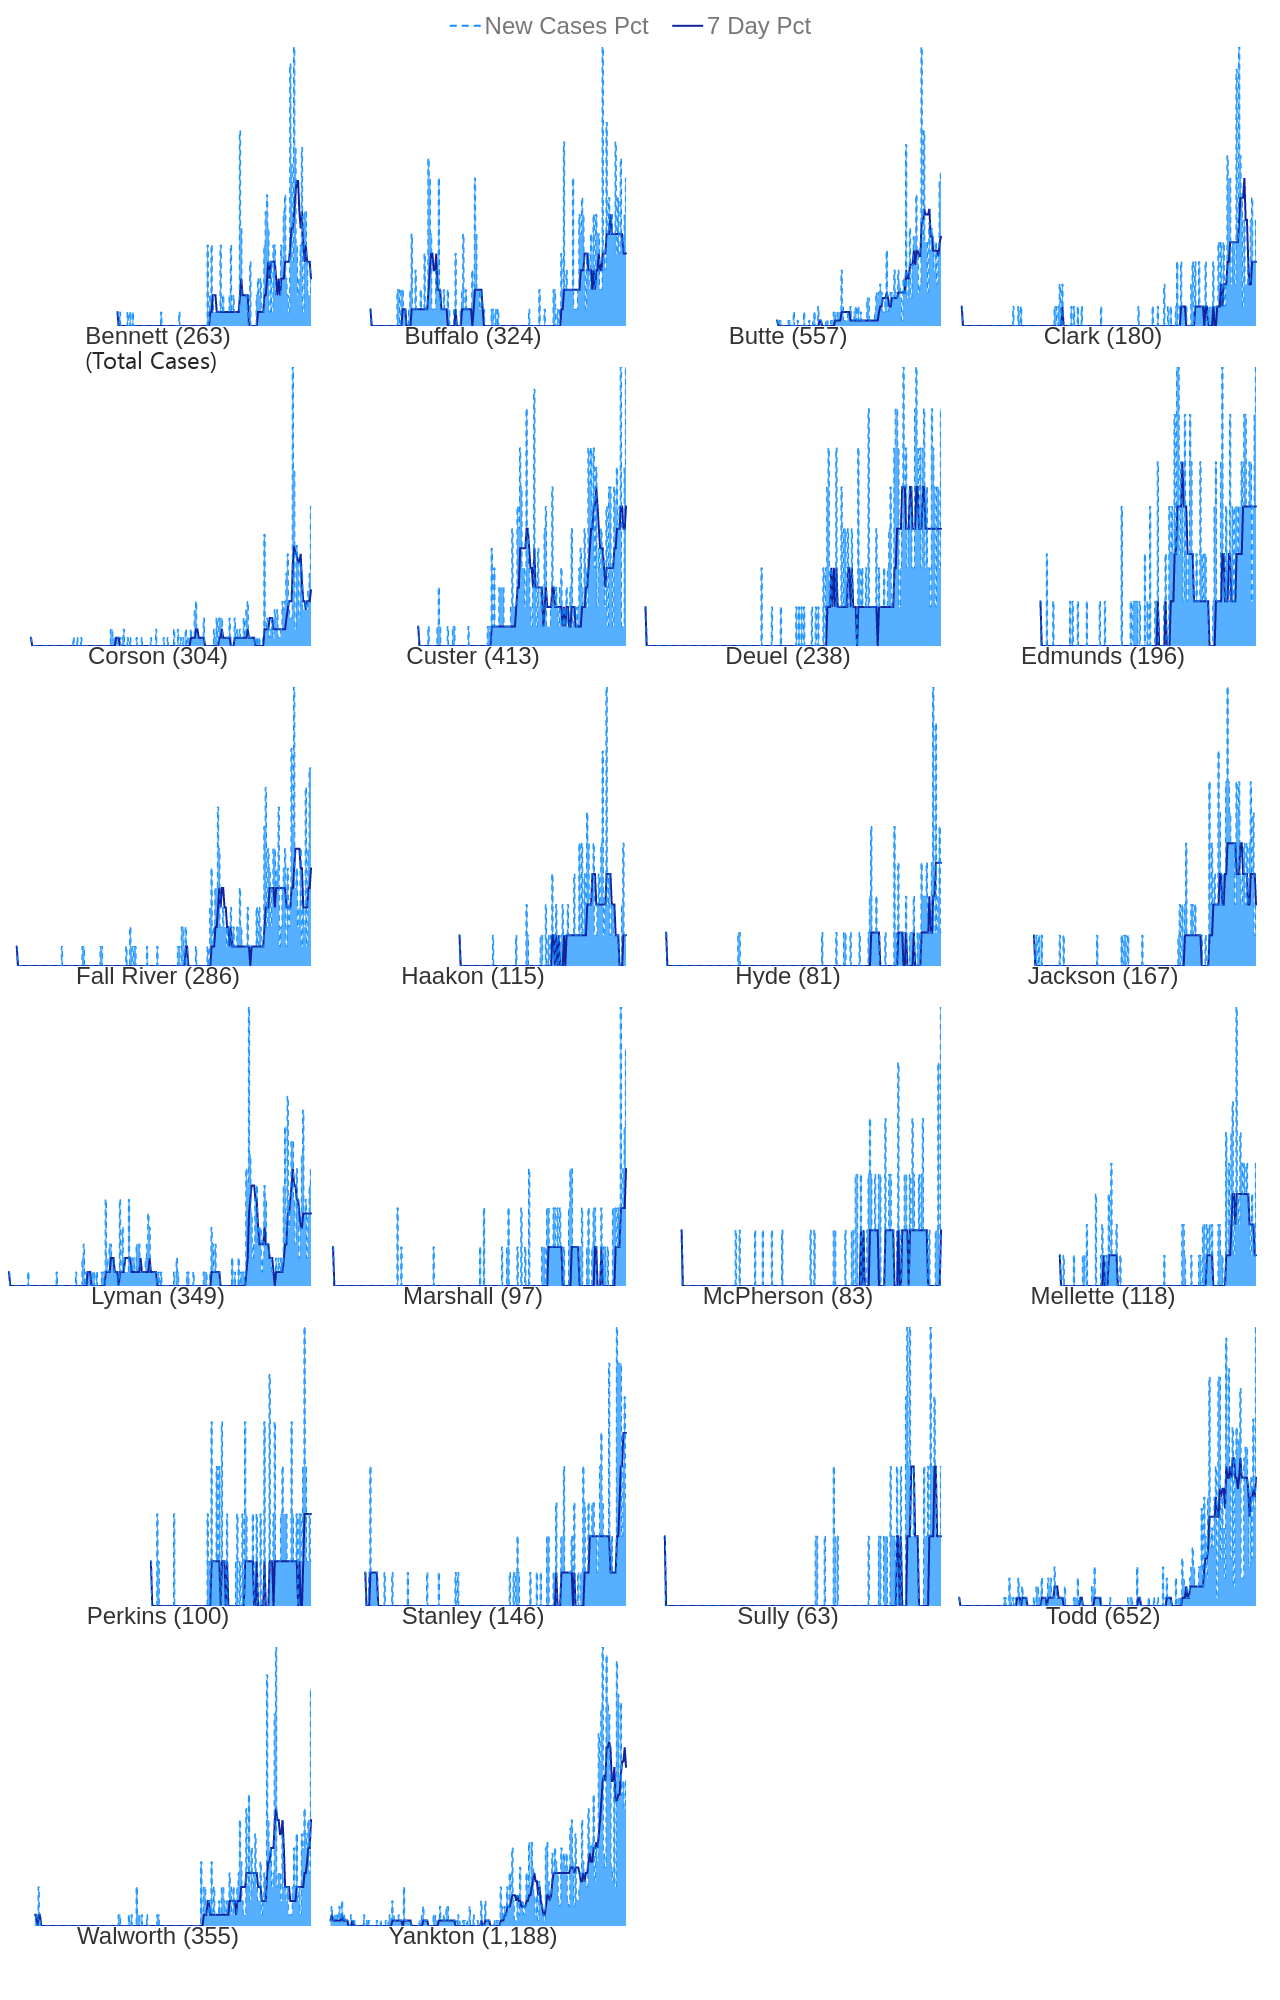 New Cases Pct 7 Day Pct
Bennett (263) Buffalo (324) Butte (557) Clark (180)
(Total Cases)
Corson (304) Custer (413) Deuel (238) Edmunds (196)
Fall River (286) Haakon (115) Hyde (81) Jackson (167)
Lyman (349) Marshall (97) McPherson (83) Mellette (118)
Perkins (100) Stanley (146) Sully (63) Todd (652)
Walworth (355) Yankton (1,188)